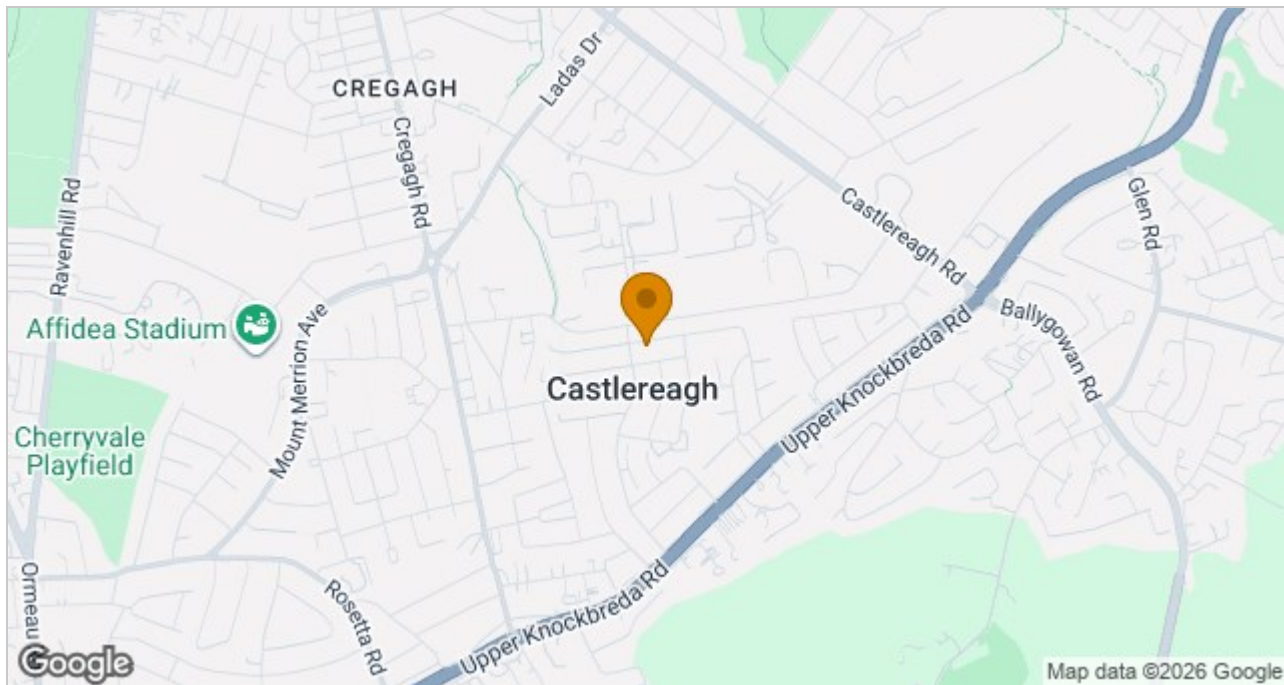 CREGAGH
Ladas Dr
Cregagh Rd
Ravenhill Rd
Castlereagh Rd
Glen Rd
Affidea Stadium
Mount Merrion Ave
Ballygowan Rd
Castlereagh
Upper Knockbreda Rd
Cherryvale
Playfield
Ormeau
Rosetta Rd
Upper Knockbreda Rd
Google
Map data ©2026 Google